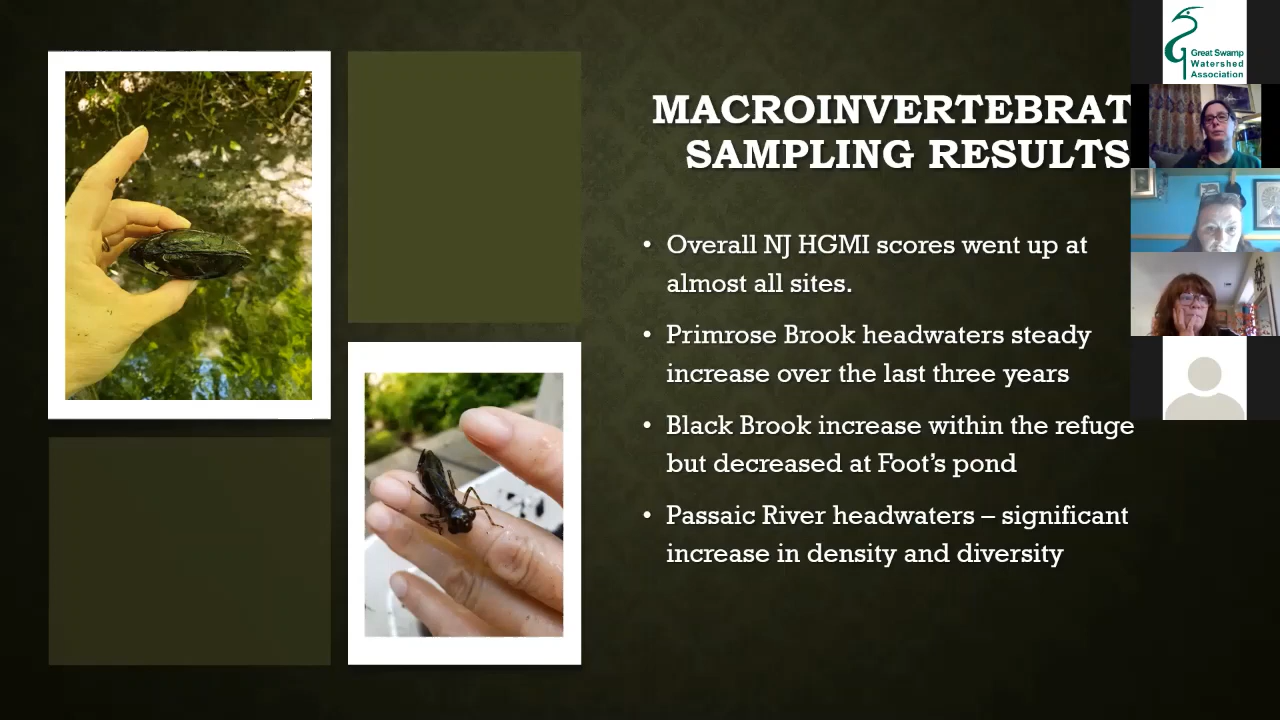 MACROINVERTEBRAT
SAMPLING RESULTS
• Overall NJ HGMI scores went up at
almost all sites.
• Primrose Brook headwaters steady
increase over the last three years
• Black Brook increase within the refuge
but decreased at Foot’s pond
• Passaic River headwaters – significant
increase in density and diversity
Great Swamp
Watershed
Association